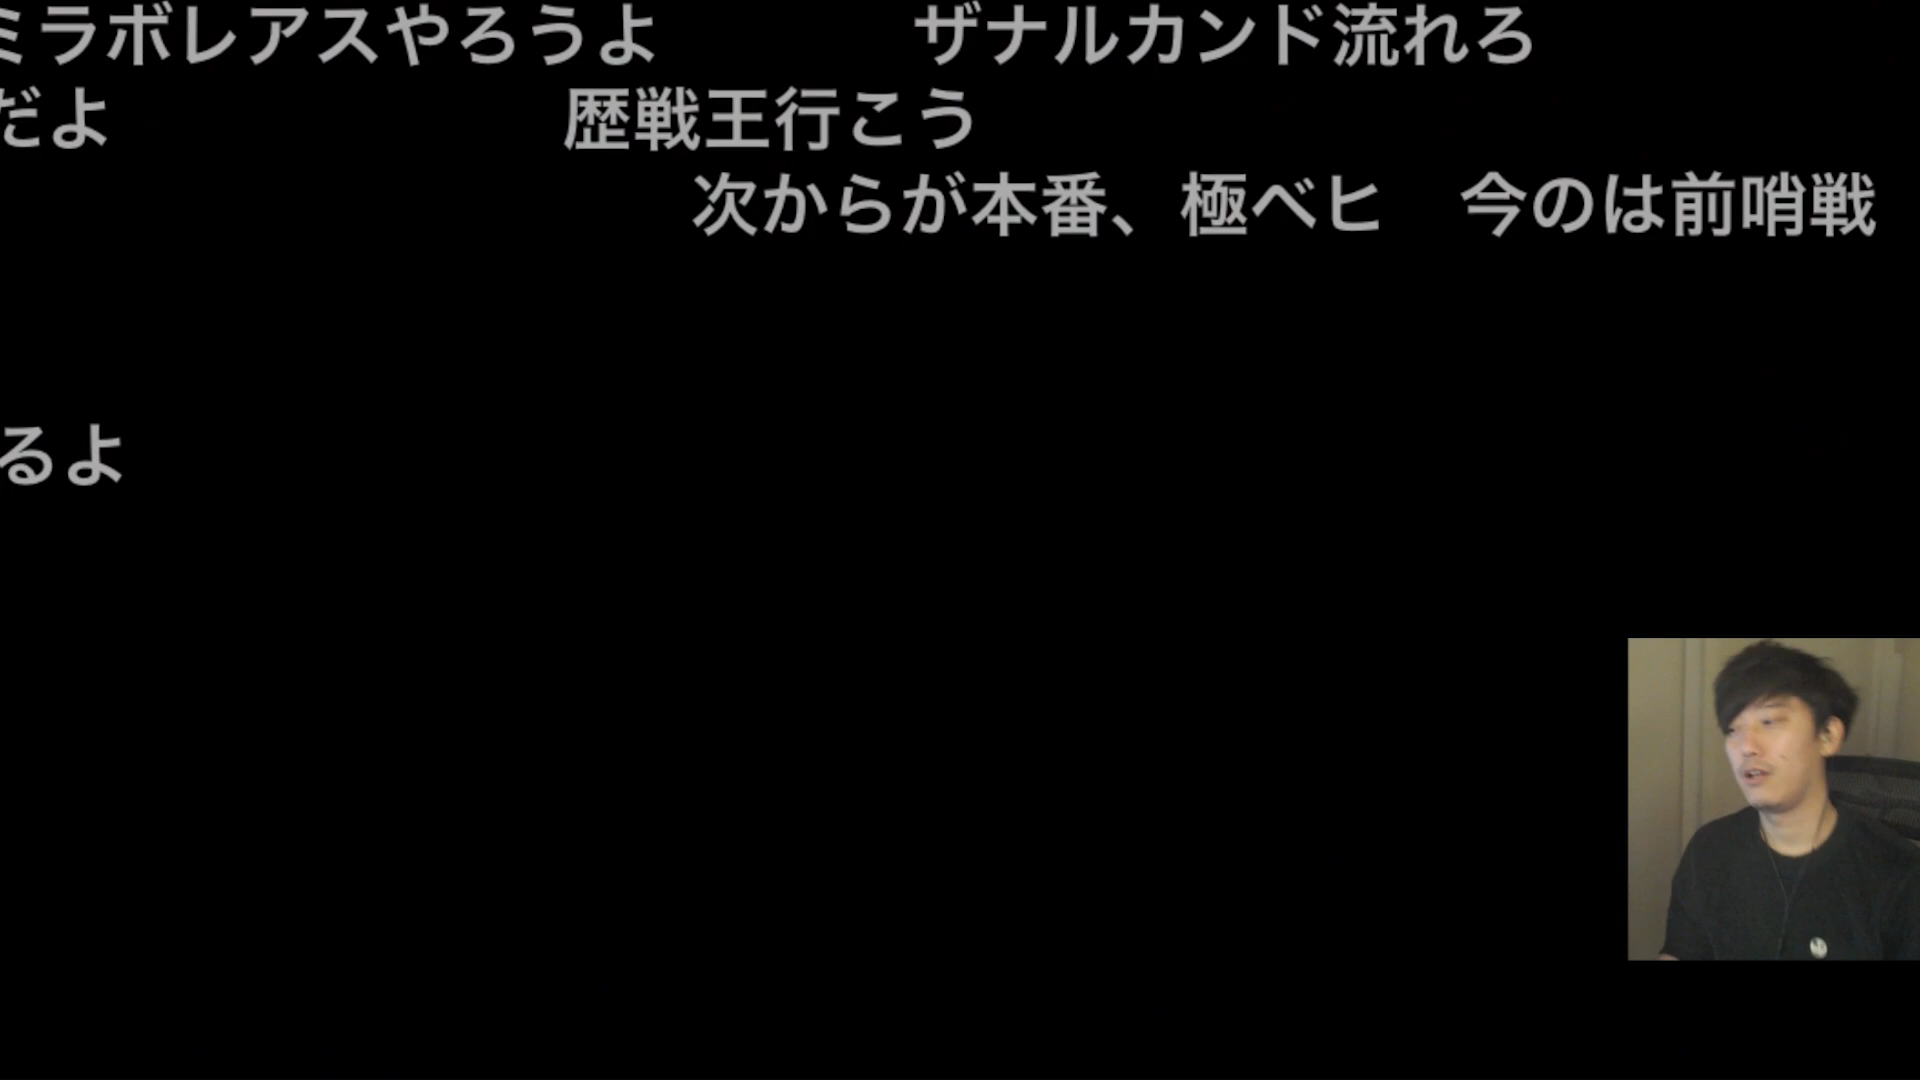 ミラボレアスやろうよ ザナルカンド流れろ
だよ 歴戦王行こう
次からが本番、極ベヒ 今のは前哨戦
るよ